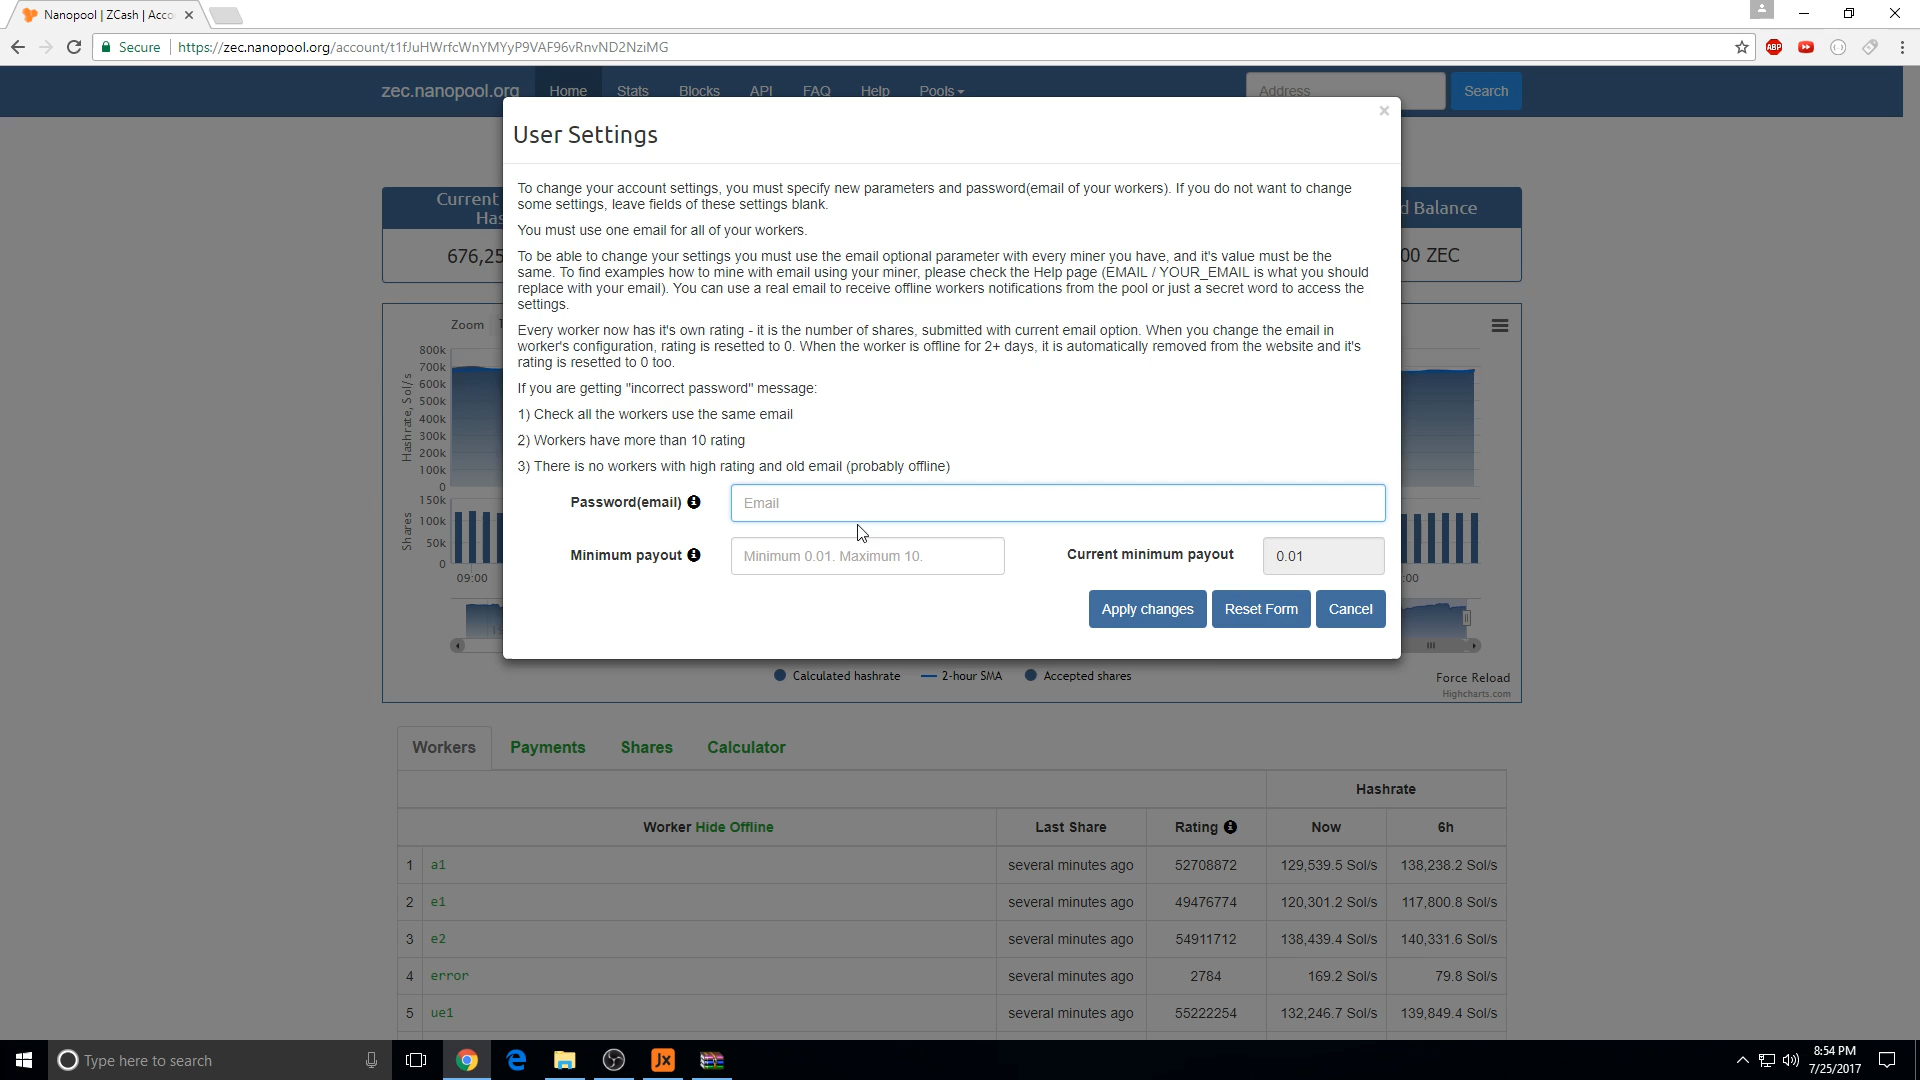 Nanopool | ZCash | Acco
Secure
https://zec.nanopool.org/account/t1fJuHWrfcWnYMYyP9VAF96vRnvND2NziMG
ABP
zec.nanopool.org Home Stats Blocks API FAQ Help Pools Address Search
×
User Settings
To change your account settings, you must specify new parameters and password(email of your workers). If you do not want to change
some settings, leave fields of these settings blank.
You must use one email for all of your workers.
To be able to change your settings you must use the email optional parameter with every miner you have, and it's value must be the
same. To find examples how to mine with email using your miner, please check the Help page (EMAIL / YOUR_EMAIL is what you should
replace with your email). You can use a real email to receive offline workers notifications from the pool or just a secret word to access the
settings.
Every worker now has it's own rating - it is the number of shares, submitted with current email option. When you change the email in
worker's configuration, rating is resetted to 0. When the worker is offline for 2+ days, it is automatically removed from the website and it's
rating is resetted to 0 too.
If you are getting "incorrect password" message:
1) Check all the workers use the same email
2) Workers have more than 10 rating
3) There is no workers with high rating and old email (probably offline)
Password(email) Email
Minimum payout Minimum 0.01. Maximum 10. Current minimum payout 0.01
Apply changes Reset Form Cancel
Current
Has
676,25
d Balance
00 ZEC
Zoom
Hashrate, Sol/s
800k
700k
600k
500k
400k
300k
200k
100k
0
Shares
150k
100k
50k
0
09:00
:00
Calculated hashrate 2-hour SMA Accepted shares
Force Reload
Highcharts.com
Workers Payments Shares Calculator
Hashrate
Worker Hide Offline Last Share Rating Now 6h
1 a1 several minutes ago 52708872 129,539.5 Sol/s 138,238.2 Sol/s
2 e1 several minutes ago 49476774 120,301.2 Sol/s 117,800.8 Sol/s
3 e2 several minutes ago 54911712 138,439.4 Sol/s 140,331.6 Sol/s
4 error several minutes ago 2784 169.2 Sol/s 79.8 Sol/s
5 ue1 several minutes ago 55222254 132,246.7 Sol/s 139,849.4 Sol/s
Type here to search
Jx
8:54 PM
7/25/2017